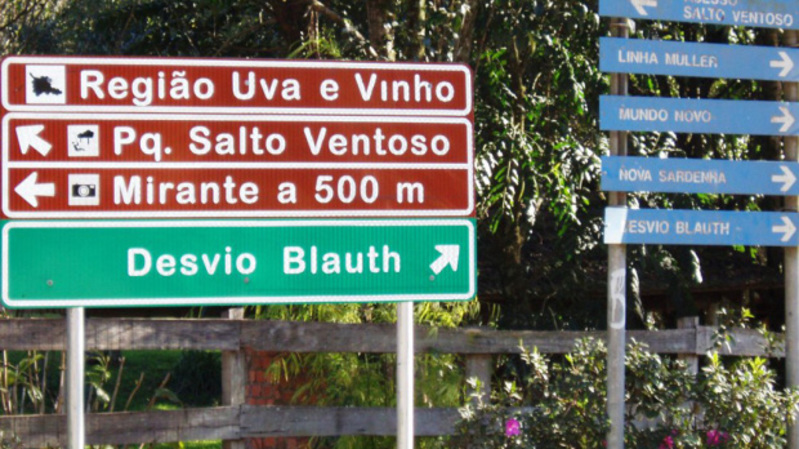 Região Uva e Vinho
Pq. Salto Ventoso
Mirante a 500 m
Desvio Blauth
SALTO VENTOSO
LINHA MULLER
MUNDO NOVO
NOVA SARDENHA
DESVIO BLAUTH